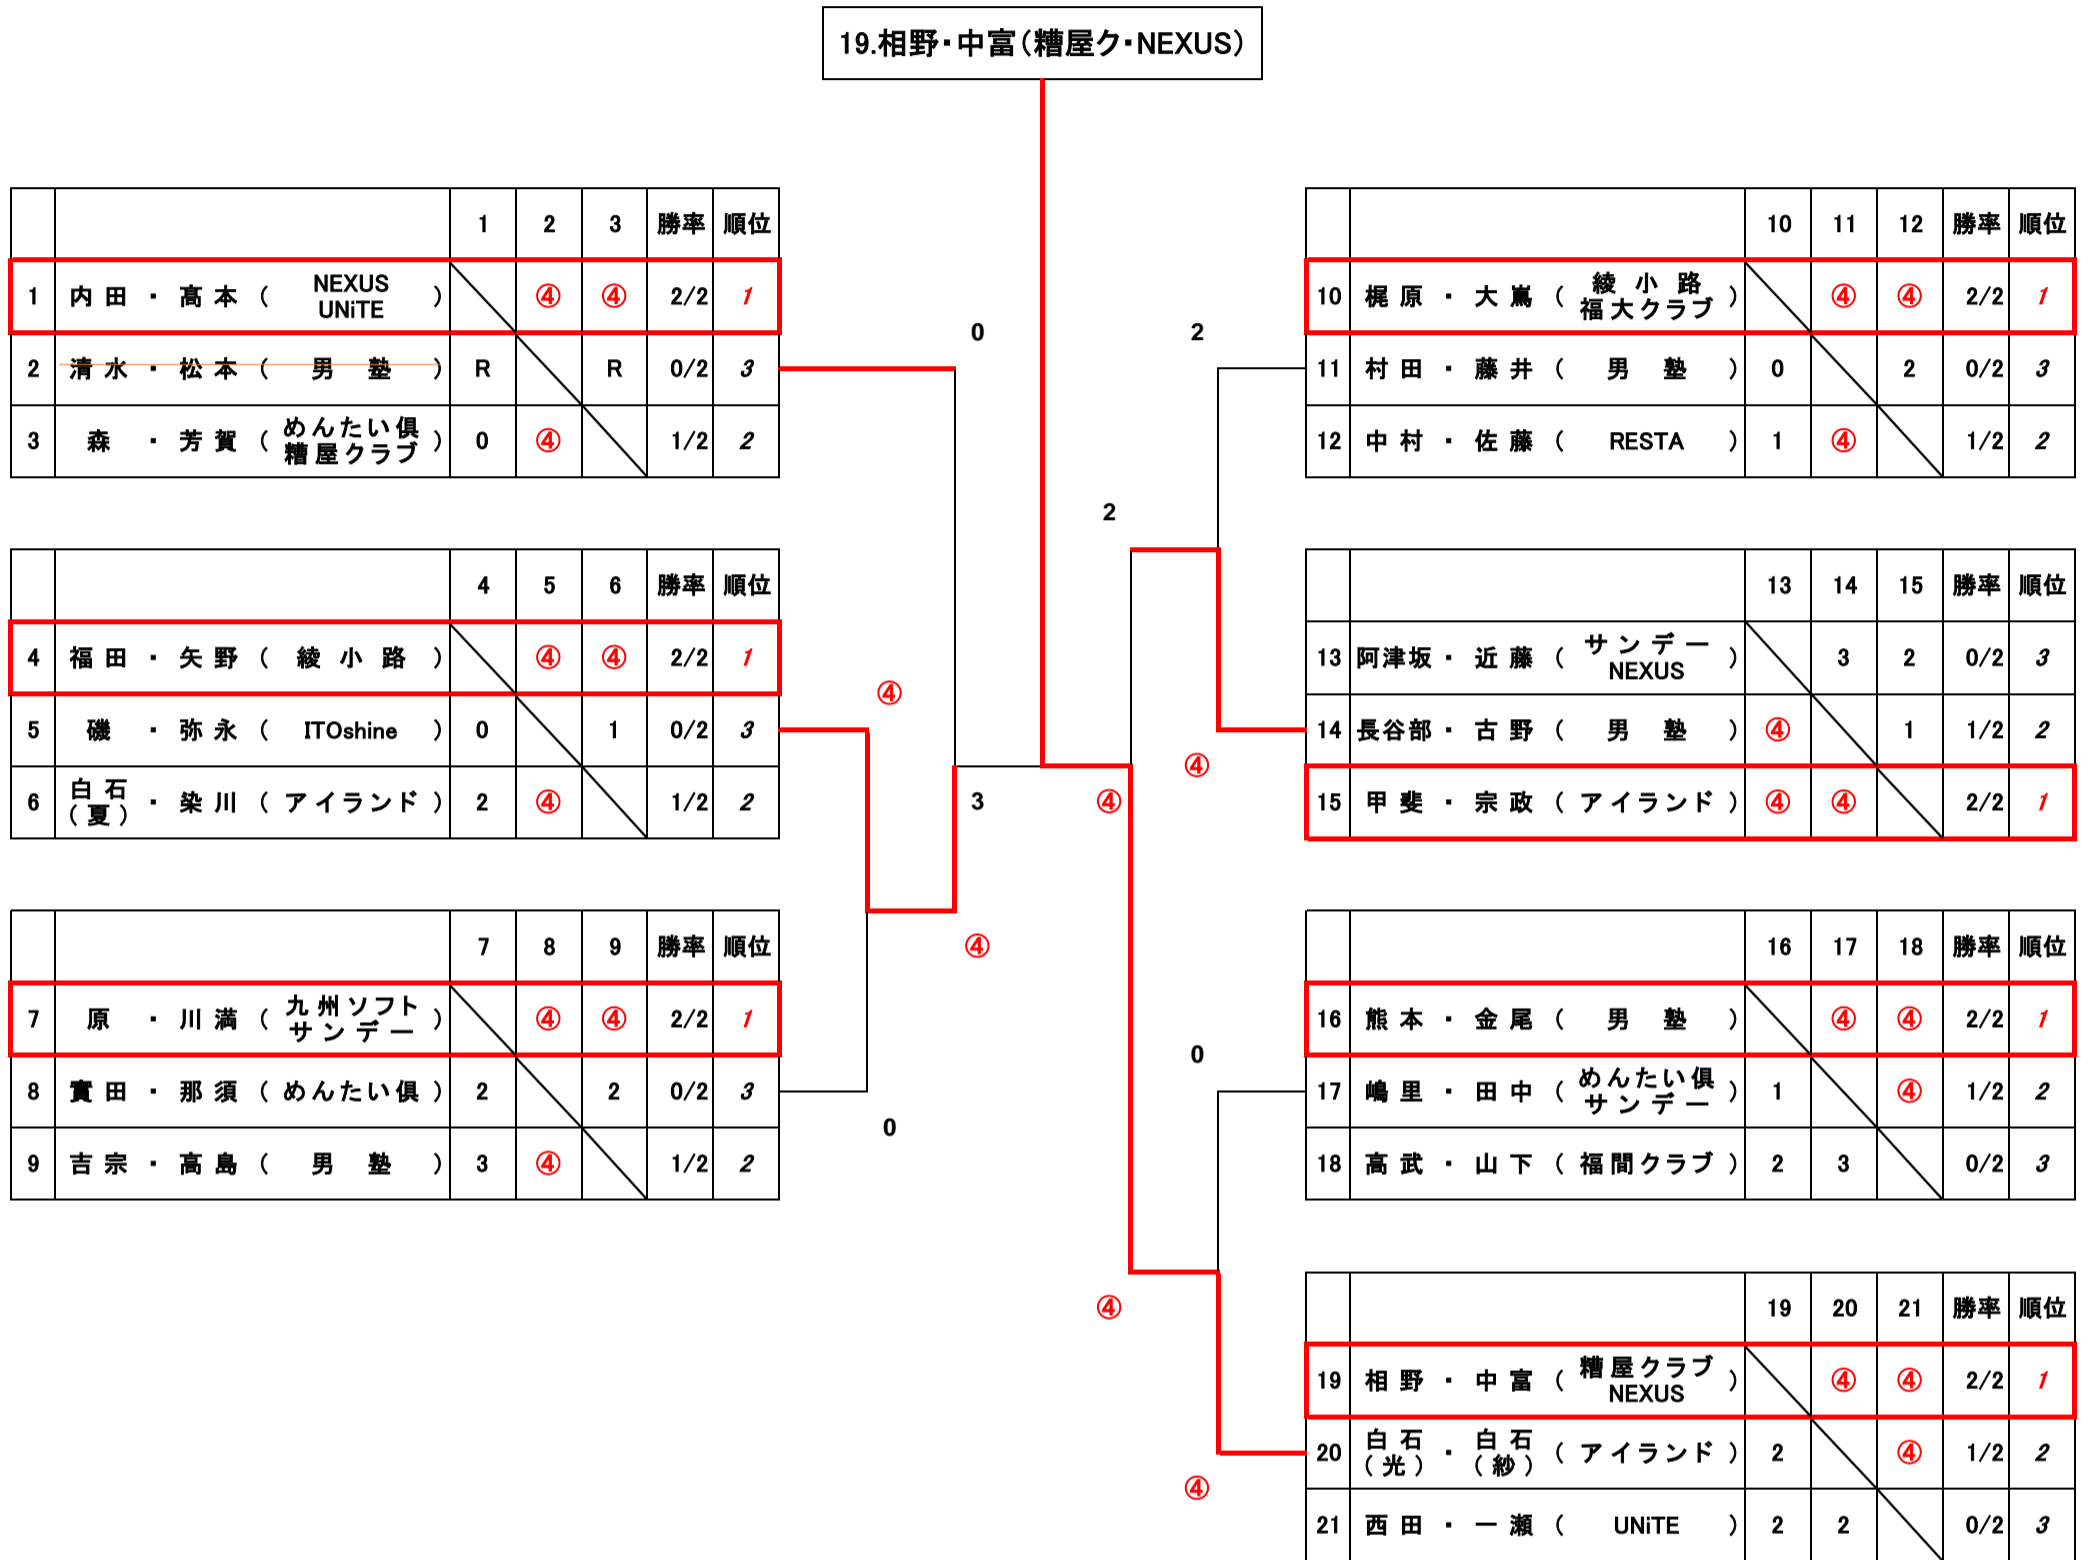 19.相野・中富（糟屋ク・NEXUS）
1 2 3 勝率 順位
1 内田・髙本（NEXUS UNiTE） ④ ④ 2/2 1
2 清水・松本（男塾） R R 0/2 3
3 森・芳賀（めんたい倶 糟屋クラブ） 0 ④ 1/2 2
4 5 6 勝率 順位
4 福田・矢野（綾小路） ④ ④ 2/2 1
5 磯・弥永（ITOshine） 0 1 0/2 3
6 白石（夏）・染川（アイランド） 2 ④ 1/2 2
7 8 9 勝率 順位
7 原・川満（九州ソフト サンデー） ④ ④ 2/2 1
8 實田・那須（めんたい倶） 2 2 0/2 3
9 吉宗・高島（男塾） 3 ④ 1/2 2
0
④
3
④
0
2
2
④
④
0
④
④
10 11 12 勝率 順位
10 梶原・大嶌（綾小路 福大クラブ） ④ ④ 2/2 1
11 村田・藤井（男塾） 0 2 0/2 3
12 中村・佐藤（RESTA） 1 ④ 1/2 2
13 14 15 勝率 順位
13 阿津坂・近藤（サンデー NEXUS） 3 2 0/2 3
14 長谷部・古野（男塾） ④ 1 1/2 2
15 甲斐・宗政（アイランド） ④ ④ 2/2 1
16 17 18 勝率 順位
16 熊本・金尾（男塾） ④ ④ 2/2 1
17 嶋里・田中（めんたい倶 サンデー） 1 ④ 1/2 2
18 高武・山下（福間クラブ） 2 3 0/2 3
19 20 21 勝率 順位
19 相野・中富（糟屋クラブ NEXUS） ④ ④ 2/2 1
20 白石（光）・白石（紗）（アイランド） 2 ④ 1/2 2
21 西田・一瀬（UNiTE） 2 2 0/2 3